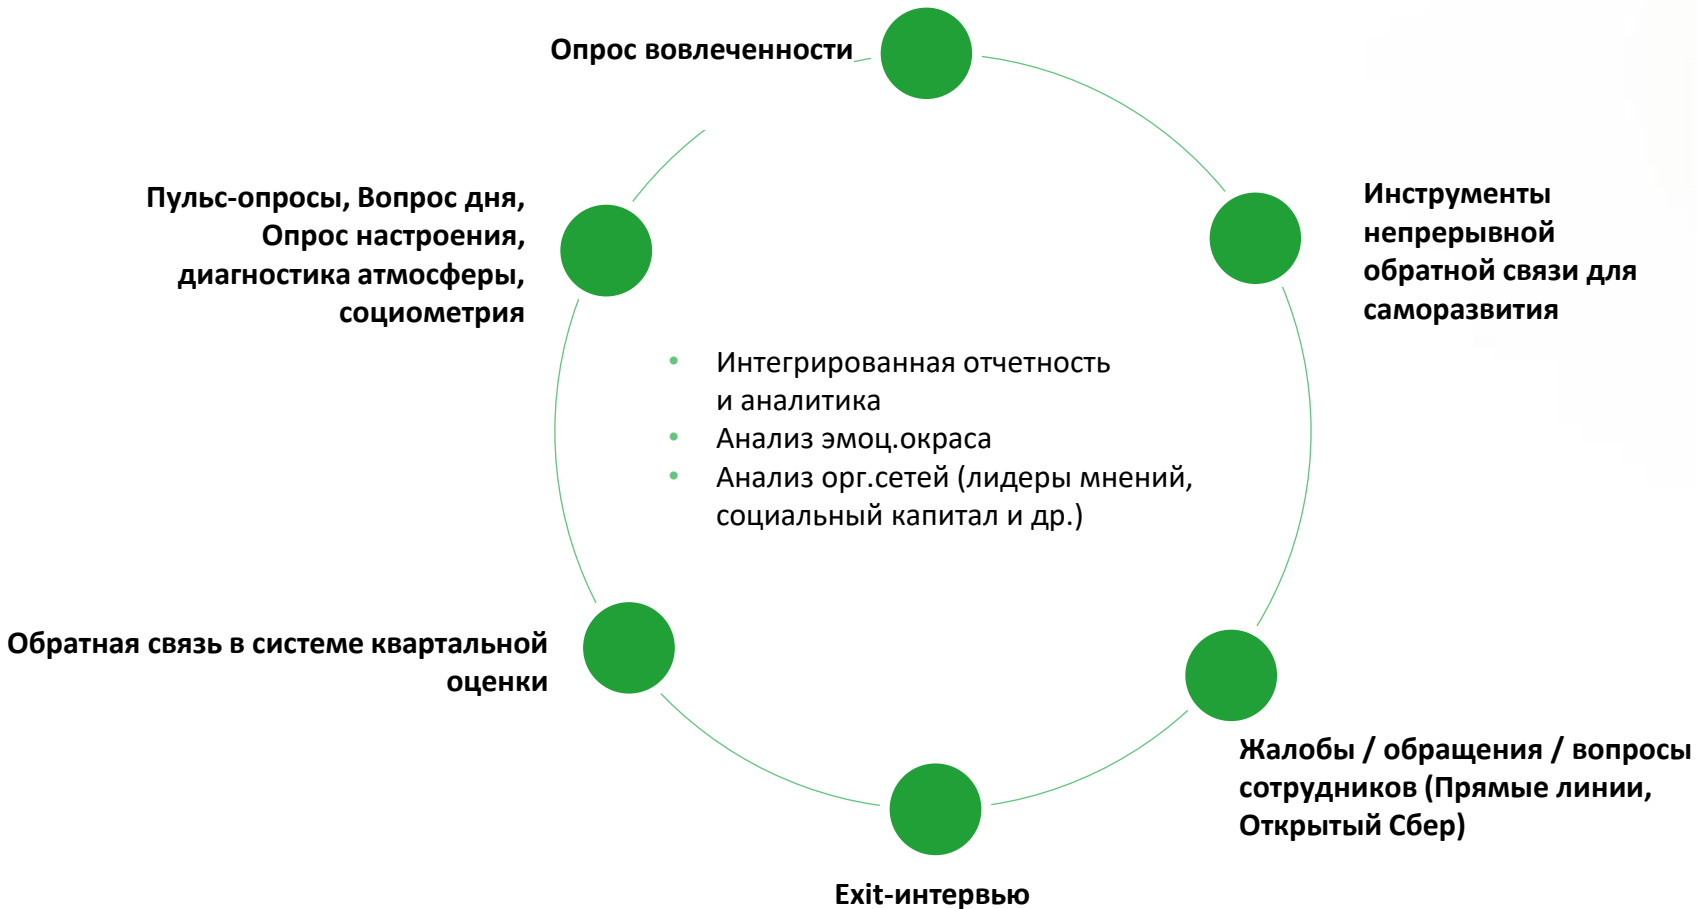 Опрос вовлеченности
Пульс-опросы, Вопрос дня,
Опрос настроения,
диагностика атмосферы,
социометрия
Инструменты
непрерывной
обратной связи для
саморазвития
• Интегрированная отчетность
и аналитика
• Анализ эмоц.окраса
• Анализ орг.сетей (лидеры мнений,
социальный капитал и др.)
Обратная связь в системе квартальной
оценки
Жалобы / обращения / вопросы
сотрудников (Прямые линии,
Открытый Сбер)
Exit-интервью